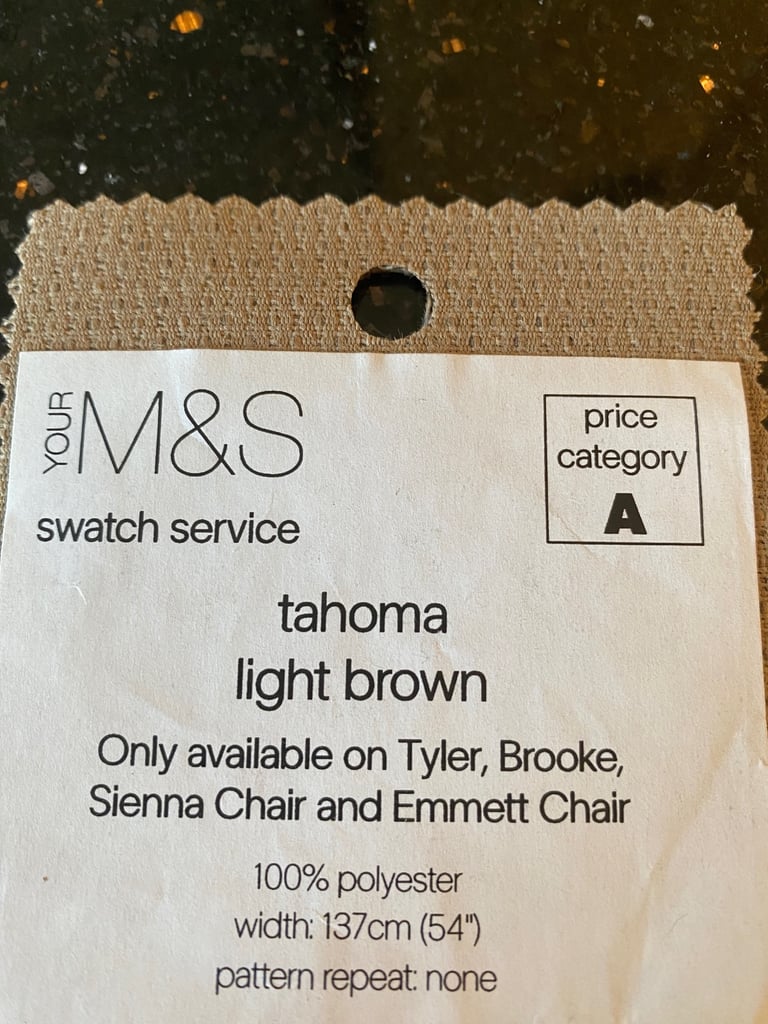 YOUR M&S
swatch service
price
category
A
tahoma
light brown
Only available on Tyler, Brooke,
Sienna Chair and Emmett Chair
100% polyester
width: 137cm (54")
pattern repeat: none